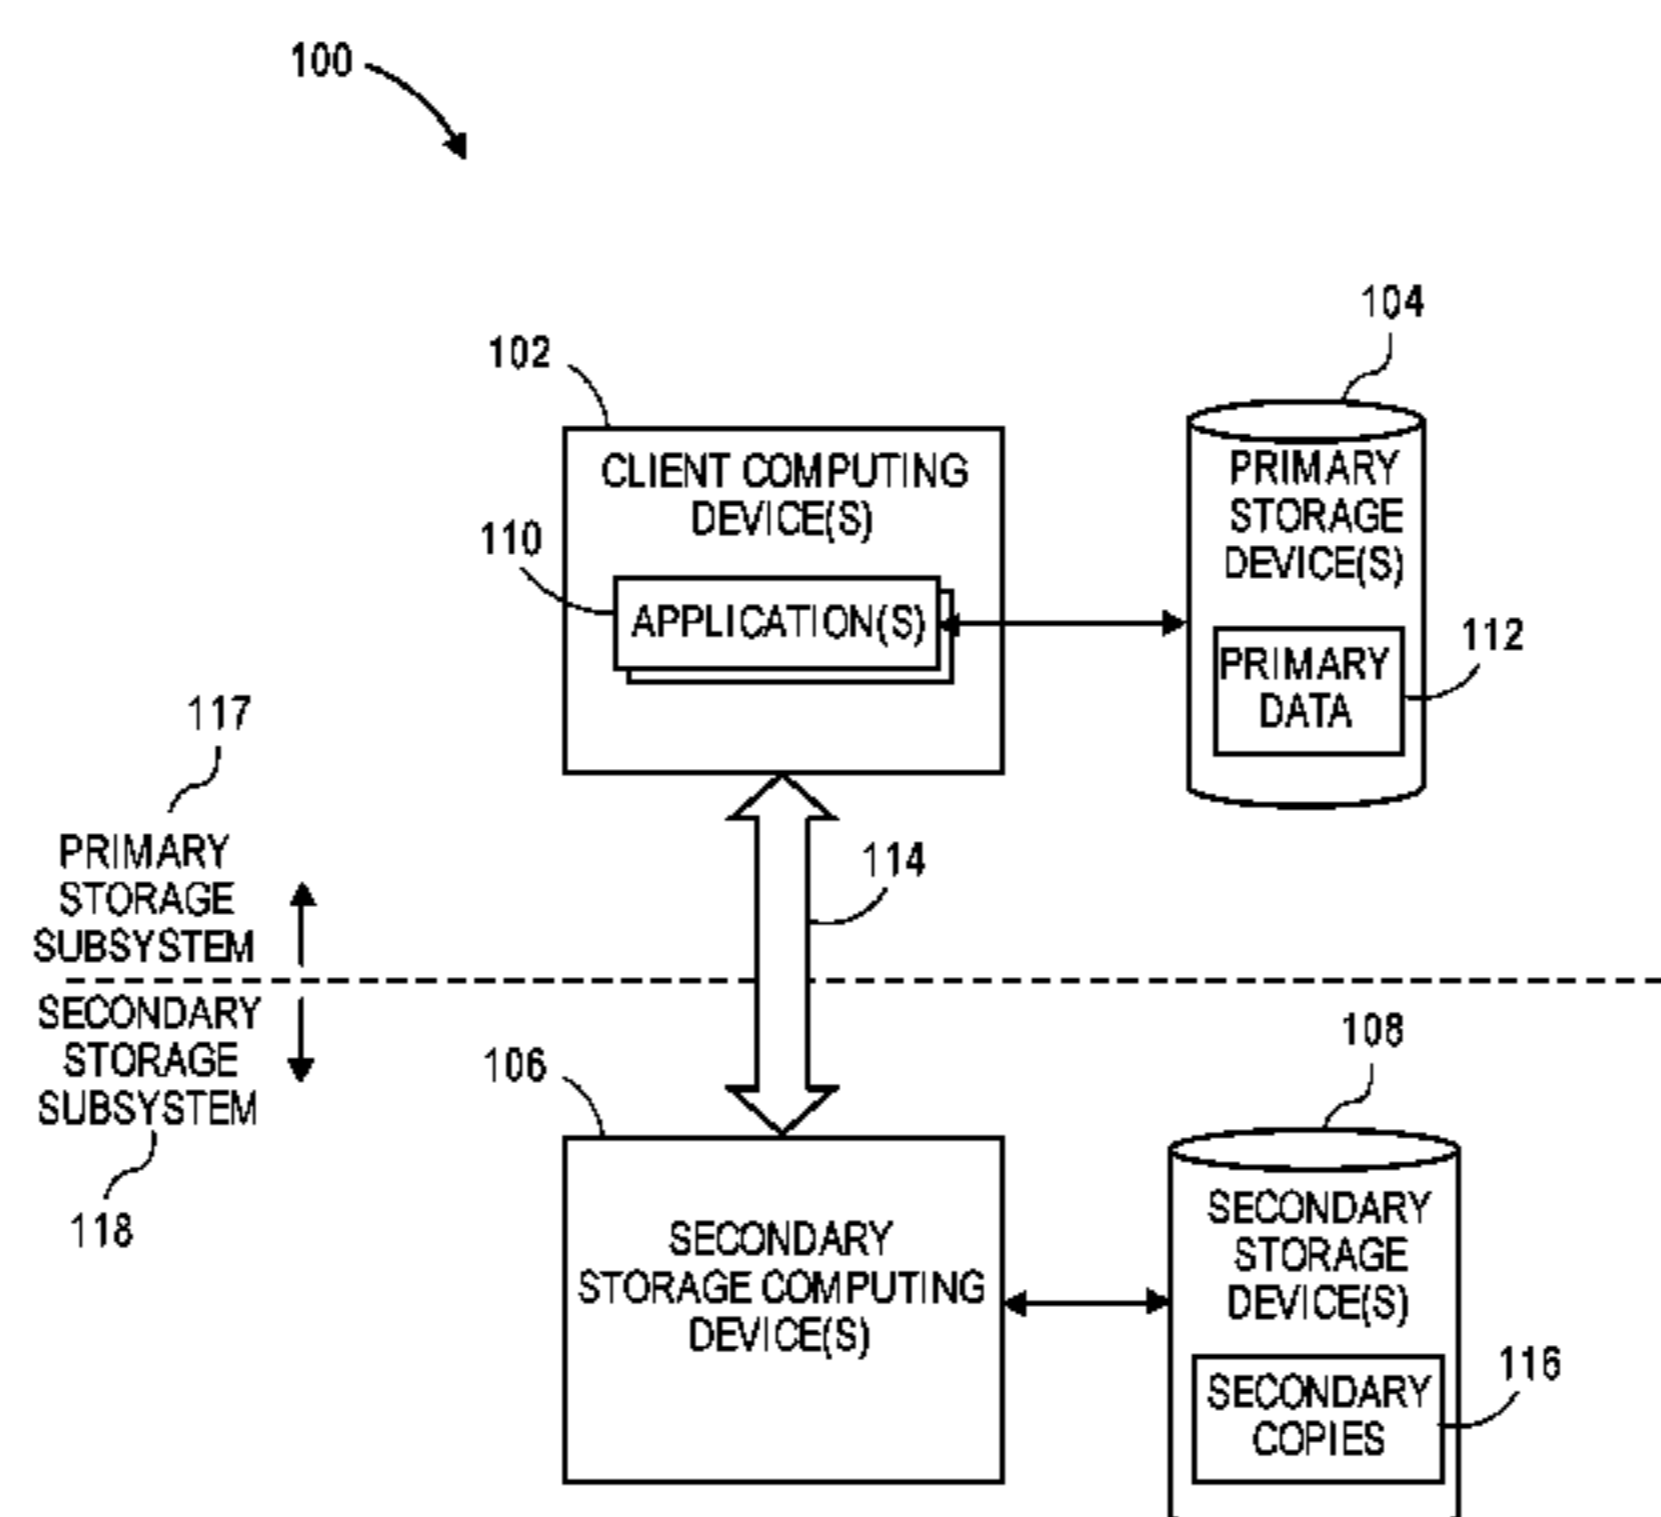 100
104
102
CLIENT COMPUTING
DEVICE(S)
PRIMARY
STORAGE
DEVICE(S)
110
APPLICATION(S)
112
PRIMARY
DATA
117
PRIMARY
STORAGE
SUBSYSTEM
114
SECONDARY
STORAGE
SUBSYSTEM
118
108
106
SECONDARY
STORAGE COMPUTING
DEVICE(S)
SECONDARY
STORAGE
DEVICE(S)
116
SECONDARY
COPIES